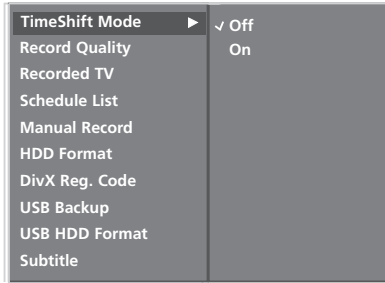 TimeShift Mode
Record Quality
Recorded TV
Schedule List
Manual Record
HDD Format
DivX Reg. Code
USB Backup
USB HDD Format
Subtitle
Off
On